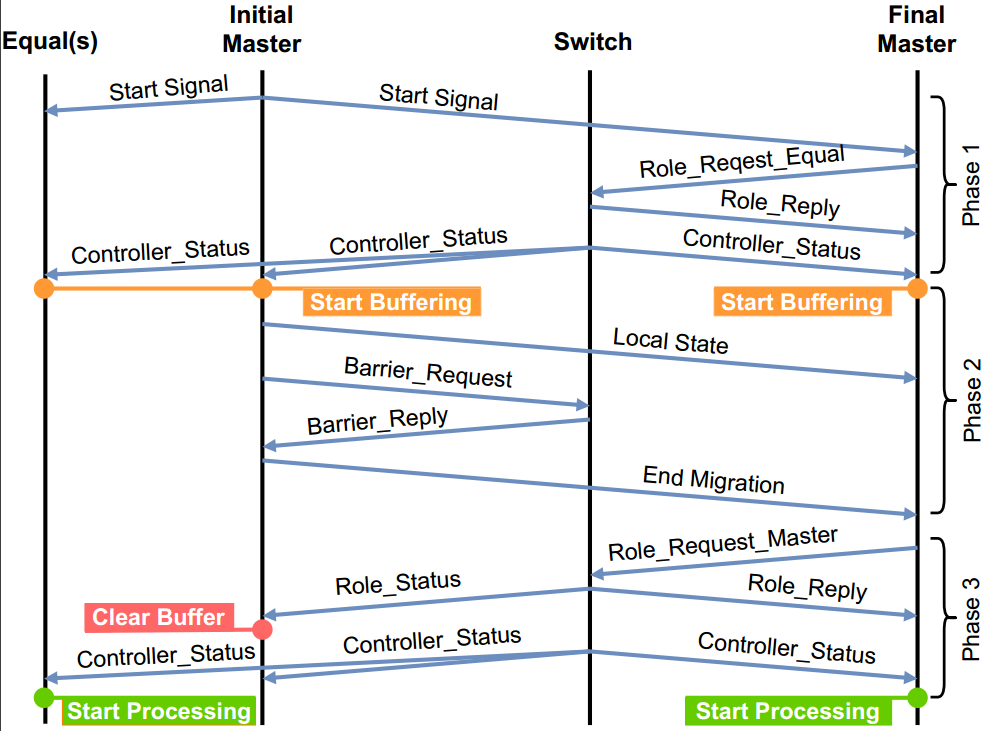 Equal(s)
Initial
Master
Switch
Final
Master
Start Signal
Start Signal
Phase 1
Role_Reqest_Equal
Role_Reply
Controller_Status
Controller_Status
Controller_Status
Start Buffering
Start Buffering
Local State
Phase 2
Barrier_Request
Barrier_Reply
End Migration
Role_Request_Master
Role_Status
Role_Reply
Phase 3
Clear Buffer
Controller_Status
Controller_Status
Controller_Status
Start Processing
Start Processing